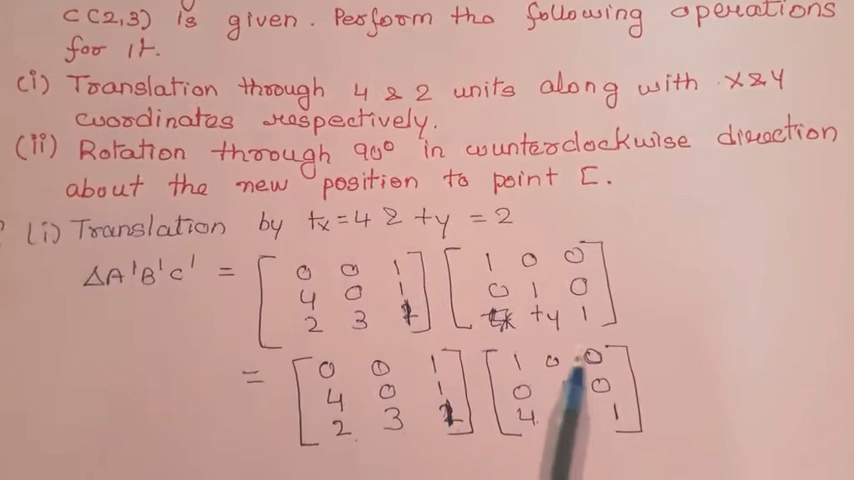 C(2,3) is given. Perform the following operations
for it.
(i) Translation through 4 & 2 units along with X&Y
coordinates respectively.
(ii) Rotation through 90° in counterclockwise direction
about the new position to point C.
(i) Translation by tx=4 & ty=2
ΔA'B'C' = [ 0 0 1 ] [ 1 0 0 ]
4 0 1 0 1 0
2 3 1 tx ty 1
= [ 0 0 1 ] [ 1 0 0 ]
4 0 1 0 0
2 3 1 4 1